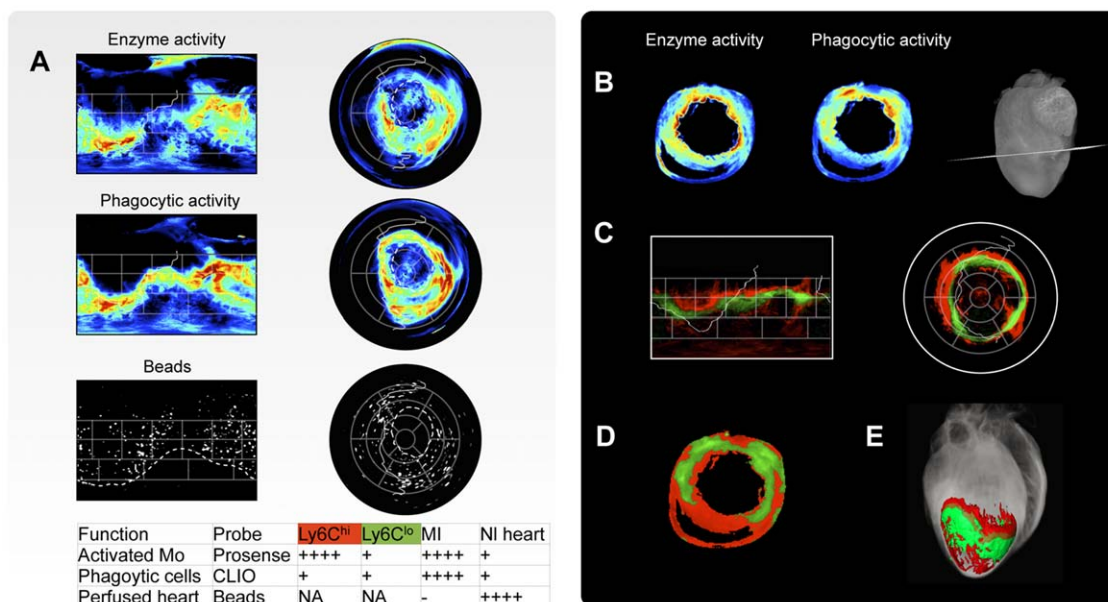 A
Enzyme activity
Phagocytic activity
Beads
Function Probe Ly6Chi Ly6Clo MI Nl heart
Activated Mo Prosense ++++ + ++++ +
Phagoytic cells CLIO + + ++++ +
Perfused heart Beads NA NA - ++++
Enzyme activity Phagocytic activity
B
C
D
E